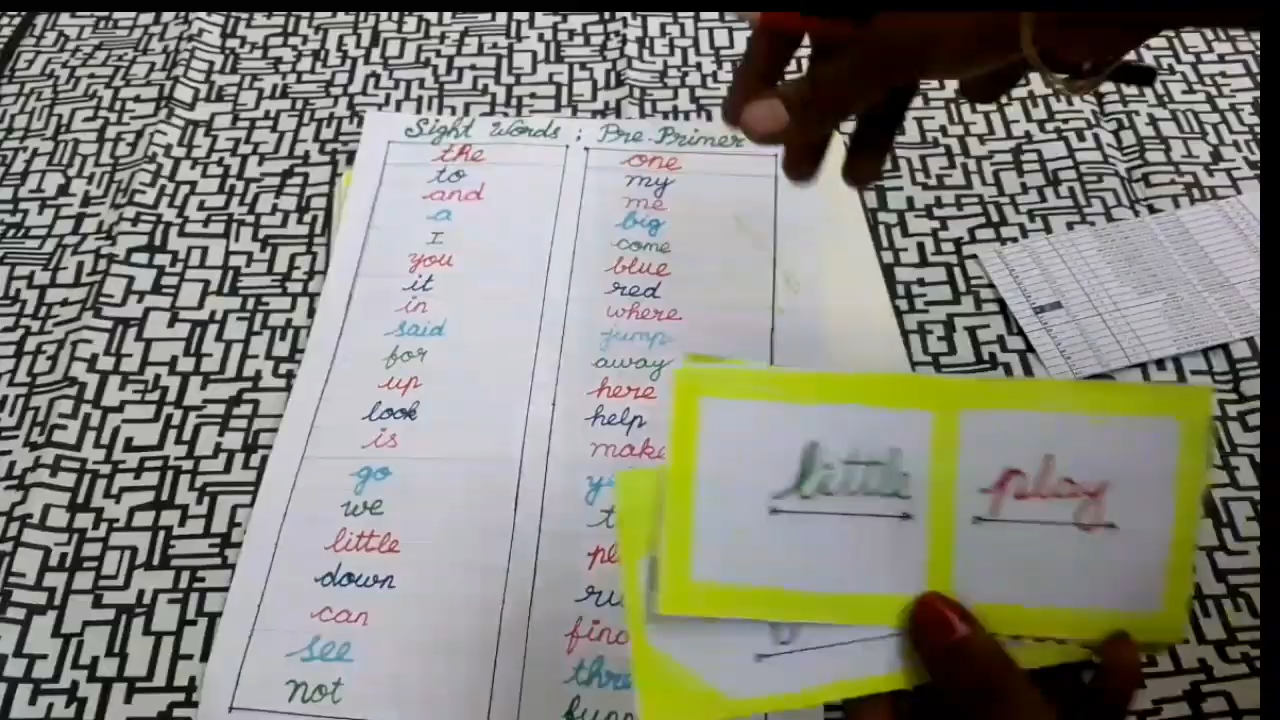 Sight Words : Pre-Primer
the
to
and
a
I
you
it
in
said
for
up
look
is
go
we
little
down
can
see
not
one
my
me
big
come
blue
red
where
jump
away
here
help
make
little play